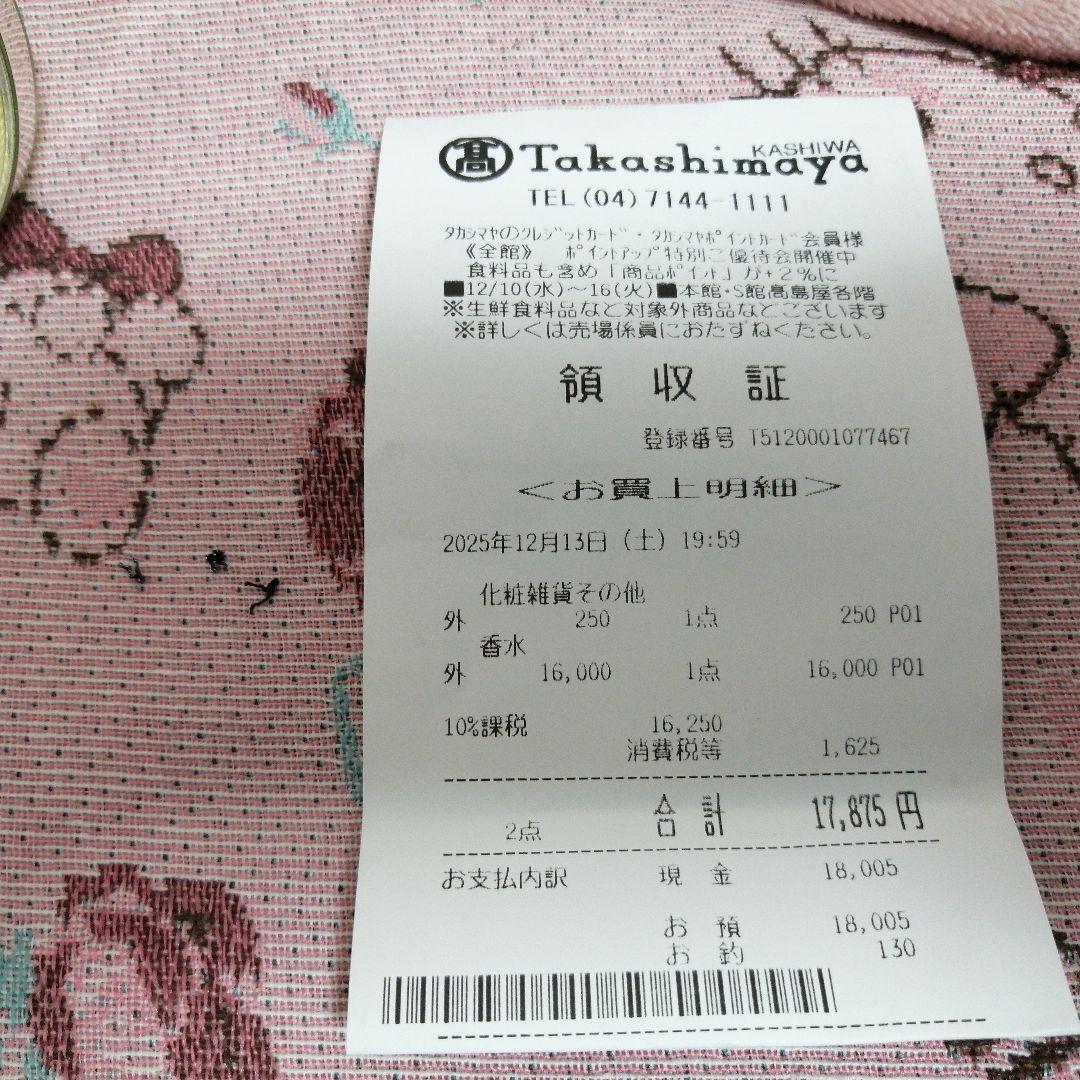 髙 Takashimaya KASHIWA
TEL(04)7144-1111
タカシマヤのクレジットカード・タカシマヤポイントカード会員様
《全館》 ポイントアップ特別ご優待会開催中
食料品も含め「商品ポイント」が+2%に
■12/10(水)〜16(火)■本館・S館髙島屋各階
※生鮮食料品など対象外商品などございます
※詳しくは売場係員におたずねください。
領 収 証
登録番号 T5120001077467
＜お買上明細＞
2025年12月13日(土) 19:59
化粧雑貨その他
外 250 1点 250 P01
香水
外 16,000 1点 16,000 P01
10%課税 16,250
消費税等 1,625
2点 合 計 17,875円
お支払内訳 現 金 18,005
お 預 18,005
お 釣 130